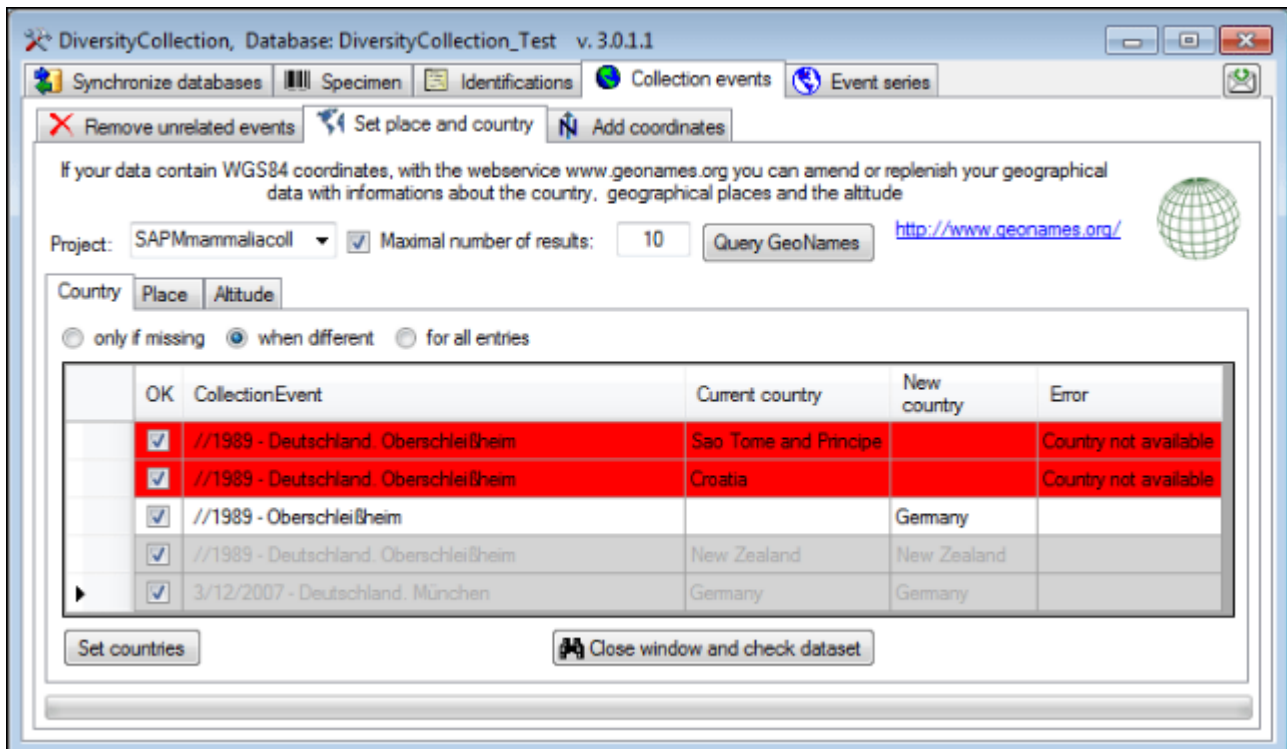 DiversityCollection, Database: DiversityCollection_Test v. 3.0.1.1
Synchronize databases Specimen Identifications Collection events Event series
Remove unrelated events Set place and country Add coordinates
If your data contain WGS84 coordinates, with the webservice www.geonames.org you can amend or replenish your geographical
data with informations about the country, geographical places and the altitude
Project: SAPMmammaliacoll Maximal number of results: 10 Query GeoNames http://www.geonames.org/
Country Place Altitude
only if missing when different for all entries
OK CollectionEvent Current country New country Error
//1989 - Deutschland. Oberschleißheim Sao Tome and Principe Country not available
//1989 - Deutschland. Oberschleißheim Croatia Country not available
//1989 - Oberschleißheim Germany
//1989 - Deutschland. Oberschleißheim New Zealand New Zealand
3/12/2007 - Deutschland. München Germany Germany
Set countries Close window and check dataset